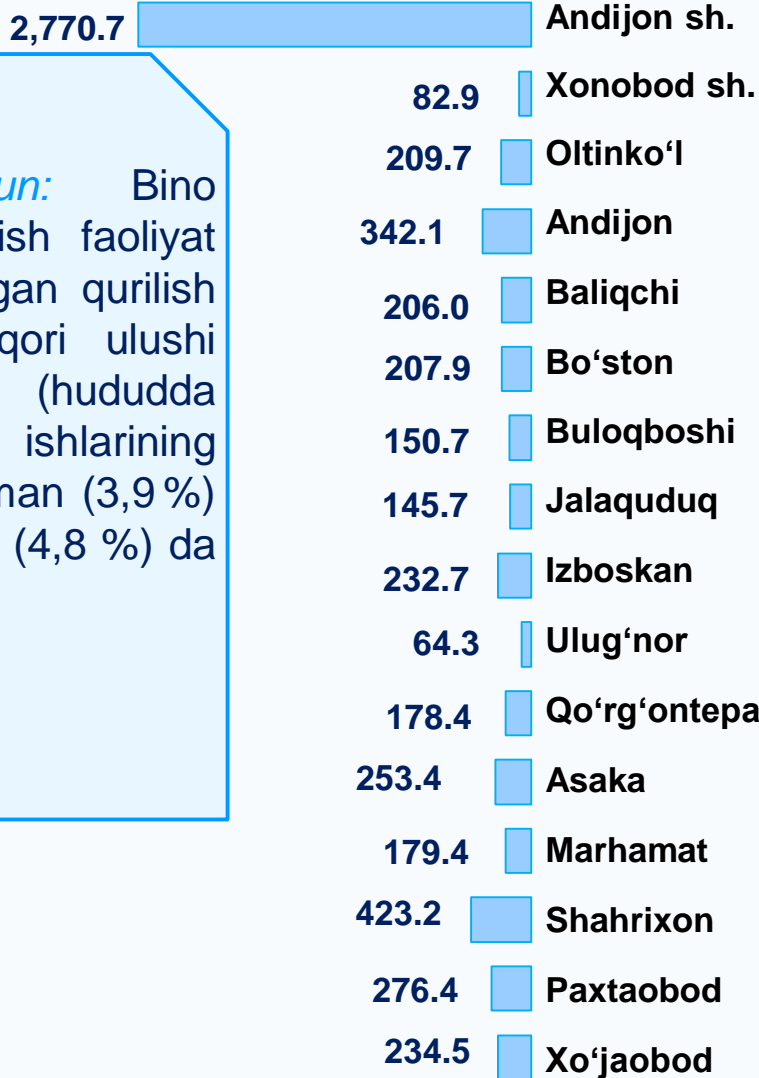 2,770.7 Andijon sh.
82.9 Xonobod sh.
209.7 Oltinko‘l
342.1 Andijon
206.0 Baliqchi
207.9 Bo‘ston
150.7 Buloqboshi
145.7 Jalaquduq
232.7 Izboskan
64.3 Ulug‘nor
178.4 Qo‘rg‘ontepa
253.4 Asaka
179.4 Marhamat
423.2 Shahrixon
276.4 Paxtaobod
234.5 Xo‘jaobod
un: Bino
ish faoliyat
gan qurilish
qori ulushi
(hududda
ishlarining
man (3,9 %)
(4,8 %) da